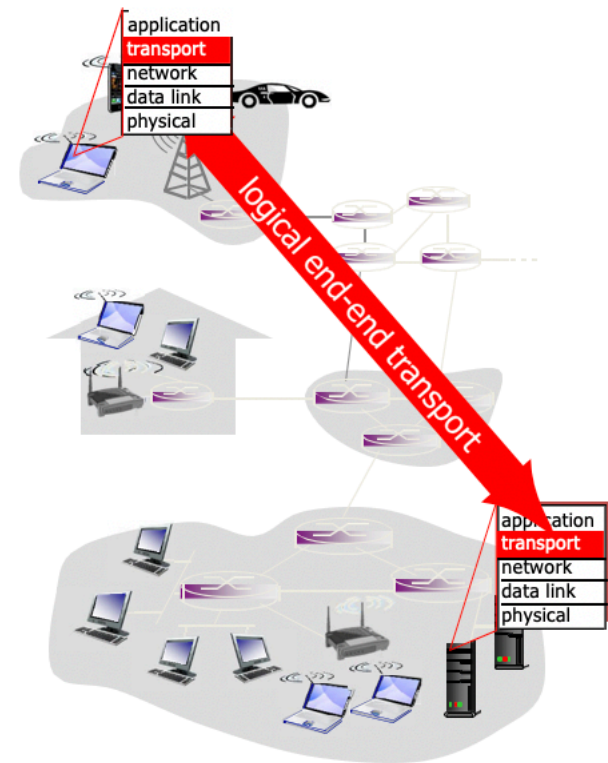 application
transport
network
data link
physical
logical end-end transport
application
transport
network
data link
physical